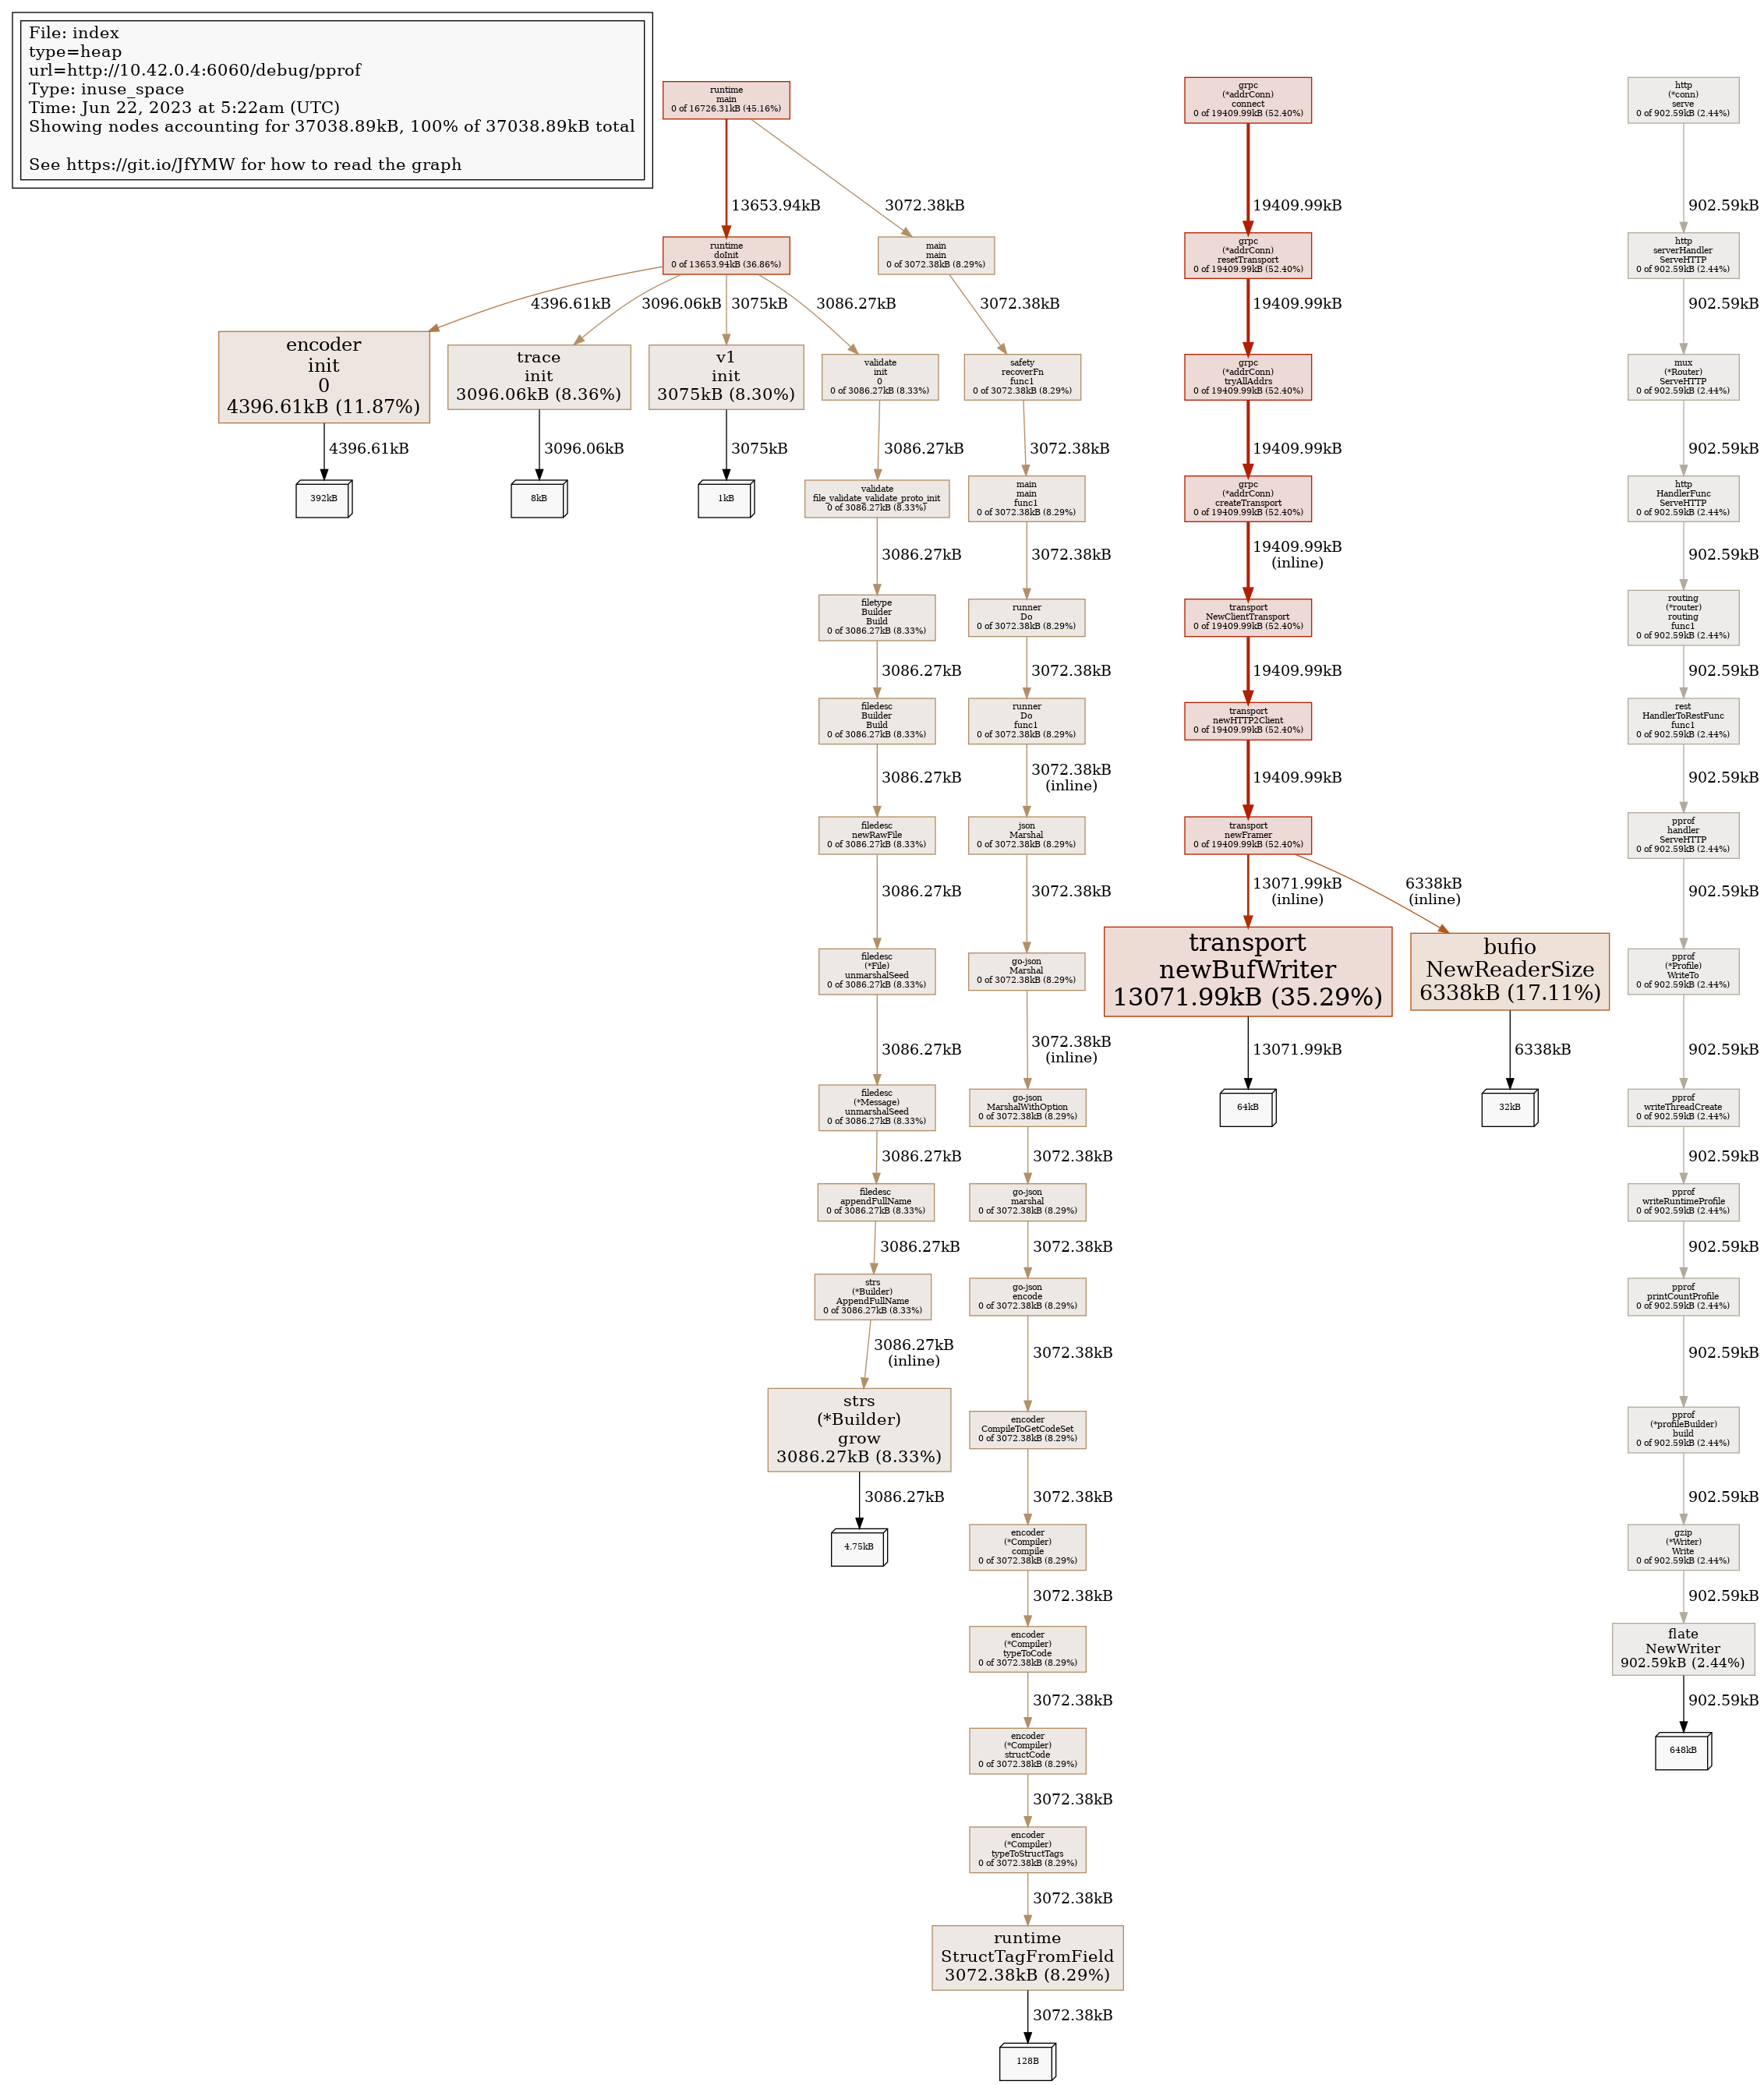 File: index
type=heap
url=http://10.42.0.4:6060/debug/pprof
Type: inuse_space
Time: Jun 22, 2023 at 5:22am (UTC)
Showing nodes accounting for 37038.89kB, 100% of 37038.89kB total
See https://git.io/JfYMW for how to read the graph
runtime
main
0 of 16726.31kB (45.16%)
13653.94kB
3072.38kB
runtime
doInit
0 of 13653.94kB (36.86%)
main
main
0 of 3072.38kB (8.29%)
4396.61kB
3096.06kB
3075kB
3086.27kB
3072.38kB
encoder
init
0
4396.61kB (11.87%)
4396.61kB
392kB
trace
init
3096.06kB (8.36%)
3096.06kB
8kB
v1
init
3075kB (8.30%)
3075kB
1kB
validate
init
0
0 of 3086.27kB (8.33%)
3086.27kB
validate
file_validate_validate_proto_init
0 of 3086.27kB (8.33%)
3086.27kB
filetype
Builder
Build
0 of 3086.27kB (8.33%)
3086.27kB
filedesc
Builder
Build
0 of 3086.27kB (8.33%)
3086.27kB
filedesc
newRawFile
0 of 3086.27kB (8.33%)
3086.27kB
filedesc
(*File)
unmarshalSeed
0 of 3086.27kB (8.33%)
3086.27kB
filedesc
(*Message)
unmarshalSeed
0 of 3086.27kB (8.33%)
3086.27kB
filedesc
appendFullName
0 of 3086.27kB (8.33%)
3086.27kB
strs
(*Builder)
AppendFullName
0 of 3086.27kB (8.33%)
3086.27kB
(inline)
strs
(*Builder)
grow
3086.27kB (8.33%)
3086.27kB
4.75kB
safety
recoverFn
func1
0 of 3072.38kB (8.29%)
3072.38kB
main
main
func1
0 of 3072.38kB (8.29%)
3072.38kB
runner
Do
0 of 3072.38kB (8.29%)
3072.38kB
runner
Do
func1
0 of 3072.38kB (8.29%)
3072.38kB
(inline)
json
Marshal
0 of 3072.38kB (8.29%)
3072.38kB
go-json
Marshal
0 of 3072.38kB (8.29%)
3072.38kB
(inline)
go-json
MarshalWithOption
0 of 3072.38kB (8.29%)
3072.38kB
go-json
marshal
0 of 3072.38kB (8.29%)
3072.38kB
go-json
encode
0 of 3072.38kB (8.29%)
3072.38kB
encoder
CompileToGetCodeSet
0 of 3072.38kB (8.29%)
3072.38kB
encoder
(*Compiler)
compile
0 of 3072.38kB (8.29%)
3072.38kB
encoder
(*Compiler)
typeToCode
0 of 3072.38kB (8.29%)
3072.38kB
encoder
(*Compiler)
structCode
0 of 3072.38kB (8.29%)
3072.38kB
encoder
(*Compiler)
typeToStructTags
0 of 3072.38kB (8.29%)
3072.38kB
runtime
StructTagFromField
3072.38kB (8.29%)
3072.38kB
128B
grpc
(*addrConn)
connect
0 of 19409.99kB (52.40%)
19409.99kB
grpc
(*addrConn)
resetTransport
0 of 19409.99kB (52.40%)
19409.99kB
grpc
(*addrConn)
tryAllAddrs
0 of 19409.99kB (52.40%)
19409.99kB
grpc
(*addrConn)
createTransport
0 of 19409.99kB (52.40%)
19409.99kB
(inline)
transport
NewClientTransport
0 of 19409.99kB (52.40%)
19409.99kB
transport
newHTTP2Client
0 of 19409.99kB (52.40%)
19409.99kB
transport
newFramer
0 of 19409.99kB (52.40%)
13071.99kB
(inline)
6338kB
(inline)
transport
newBufWriter
13071.99kB (35.29%)
13071.99kB
64kB
bufio
NewReaderSize
6338kB (17.11%)
6338kB
32kB
http
(*conn)
serve
0 of 902.59kB (2.44%)
902.59kB
http
serverHandler
ServeHTTP
0 of 902.59kB (2.44%)
902.59kB
mux
(*Router)
ServeHTTP
0 of 902.59kB (2.44%)
902.59kB
http
HandlerFunc
ServeHTTP
0 of 902.59kB (2.44%)
902.59kB
routing
(*router)
routing
func1
0 of 902.59kB (2.44%)
902.59kB
rest
HandlerToRestFunc
func1
0 of 902.59kB (2.44%)
902.59kB
pprof
handler
ServeHTTP
0 of 902.59kB (2.44%)
902.59kB
pprof
(*Profile)
WriteTo
0 of 902.59kB (2.44%)
902.59kB
pprof
writeThreadCreate
0 of 902.59kB (2.44%)
902.59kB
pprof
writeRuntimeProfile
0 of 902.59kB (2.44%)
902.59kB
pprof
printCountProfile
0 of 902.59kB (2.44%)
902.59kB
pprof
(*profileBuilder)
build
0 of 902.59kB (2.44%)
902.59kB
gzip
(*Writer)
Write
0 of 902.59kB (2.44%)
902.59kB
flate
NewWriter
902.59kB (2.44%)
902.59kB
648kB